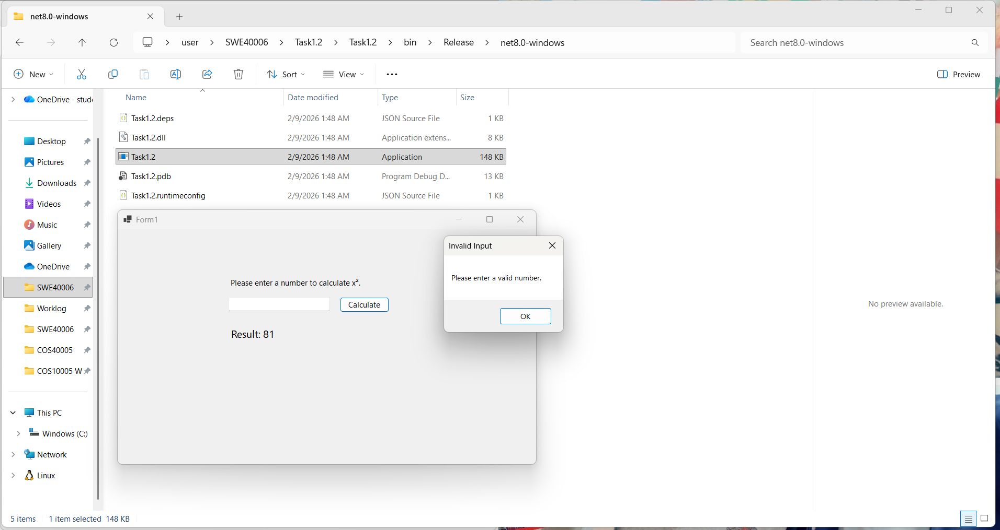 net8.0-windows
user > SWE40006 > Task1.2 > Task1.2 > bin > Release > net8.0-windows
Search net8.0-windows
New
Sort
View
Preview
OneDrive - stude
Desktop
Pictures
Downloads
Videos
Music
Gallery
OneDrive
SWE40006
Worklog
SWE40006
COS40005
COS10005 W
This PC
Windows (C:)
Network
Linux
Name Date modified Type Size
Task1.2.deps 2/9/2026 1:48 AM JSON Source File 1 KB
Task1.2.dll 2/9/2026 1:48 AM Application extens... 8 KB
Task1.2 2/9/2026 1:48 AM Application 148 KB
Task1.2.pdb 2/9/2026 1:48 AM Program Debug D... 13 KB
Task1.2.runtimeconfig 2/9/2026 1:48 AM JSON Source File 1 KB
Form1
Please enter a number to calculate x².
Calculate
Result: 81
Invalid Input
Please enter a valid number.
OK
No preview available.
5 items 1 item selected 148 KB